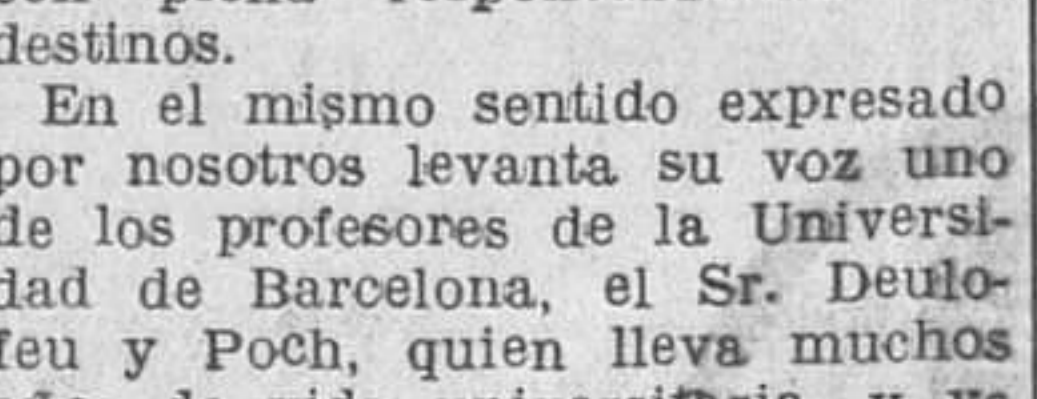 destinos.
En el mismo sentido expresado
por nosotros levanta su voz uno
de los profesores de la Universi-
dad de Barcelona, el Sr. Deulo-
feu y Poch, quien lleva muchos